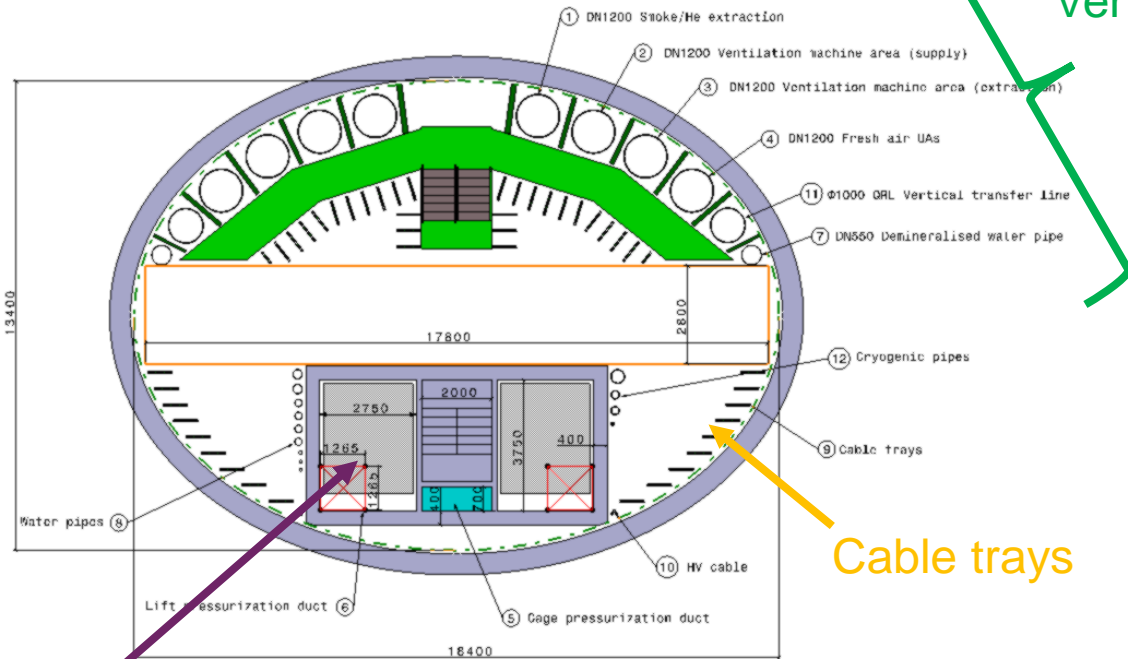 Ver
① DN1200 Smoke/He extraction
② DN1200 Ventilation machine area (supply)
③ DN1200 Ventilation machine area (extraction)
④ DN1200 Fresh air UAs
⑪ Φ1000 QRL Vertical transfer line
⑦ DN550 Demineralised water pipe
13400
2800
17800
⑫ Cryogenic pipes
2000
2750
3750
400
1265
⑨ Cable trays
1265
400
700
Water pipes ⑧
Cable trays
⑩ HV cable
Lift pressurization duct ⑥
⑤ Cage pressurization duct
18400